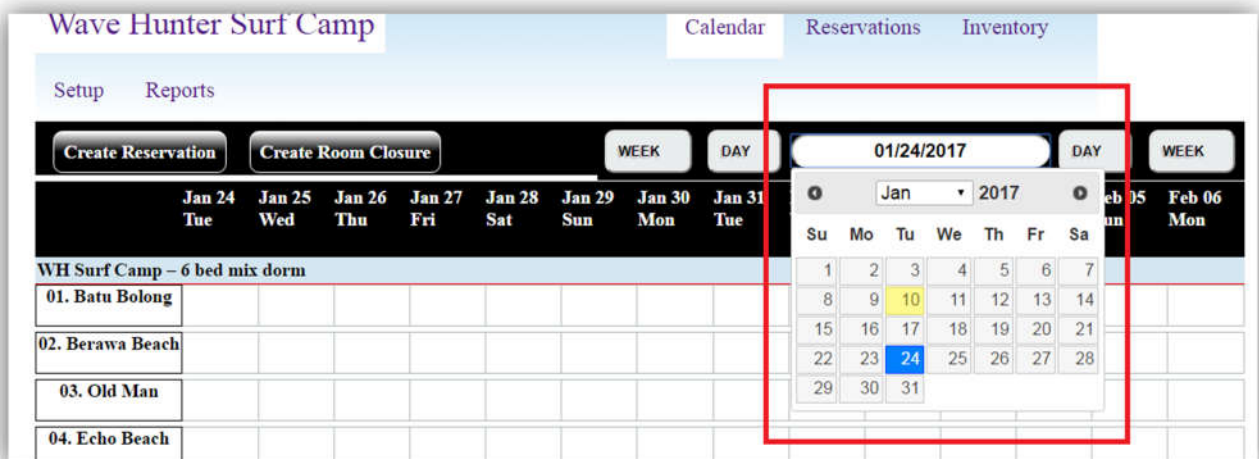 Wave Hunter Surf Camp
Calendar Reservations Inventory
Setup Reports
Create Reservation Create Room Closure WEEK DAY 01/24/2017 DAY WEEK
Jan 24 Jan 25 Jan 26 Jan 27 Jan 28 Jan 29 Jan 30 Jan 31 Feb 06
Tue Wed Thu Fri Sat Sun Mon Tue Mon
Jan 2017
Su Mo Tu We Th Fr Sa
1 2 3 4 5 6 7
8 9 10 11 12 13 14
15 16 17 18 19 20 21
22 23 24 25 26 27 28
29 30 31
WH Surf Camp – 6 bed mix dorm
01. Batu Bolong
02. Berawa Beach
03. Old Man
04. Echo Beach